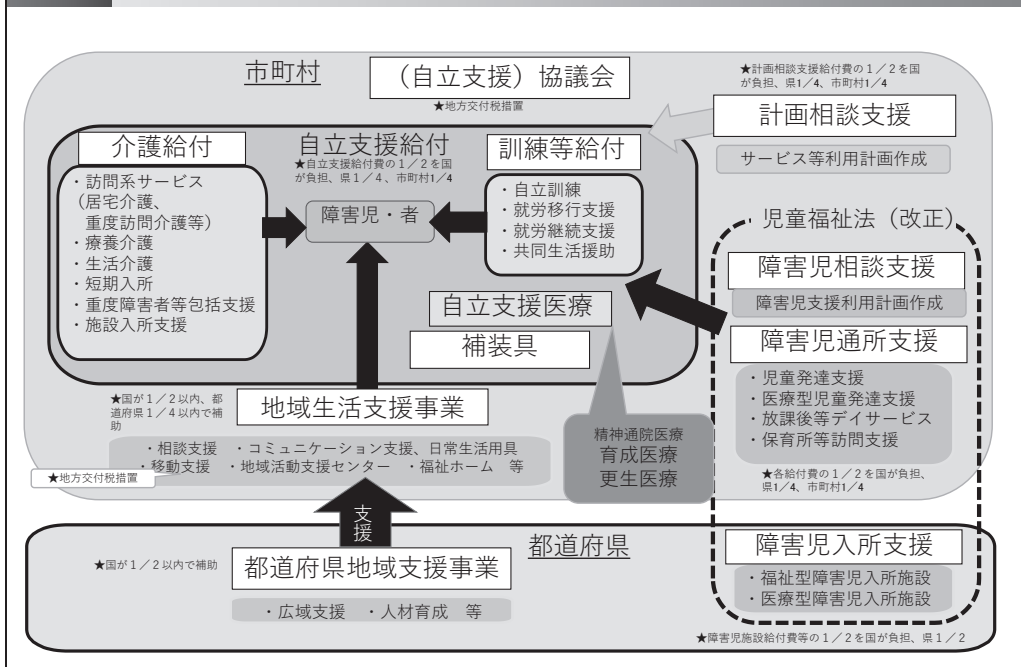 市町村
（自立支援）協議会
★地方交付税措置
★計画相談支援給付費の１／２を国
が負担、県1／4、市町村1／4
計画相談支援
サービス等利用計画作成
介護給付
・訪問系サービス
（居宅介護、
重度訪問介護等）
・療養介護
・生活介護
・短期入所
・重度障害者等包括支援
・施設入所支援
自立支援給付
★自立支援給付費の１／２を国
が負担、県１／４、市町村1／4
障害児・者
訓練等給付
・自立訓練
・就労移行支援
・就労継続支援
・共同生活援助
自立支援医療
補装具
精神通院医療
育成医療
更生医療
児童福祉法（改正）
障害児相談支援
障害児支援利用計画作成
障害児通所支援
・児童発達支援
・医療型児童発達支援
・放課後等デイサービス
・保育所等訪問支援
★各給付費の１／２を国が負担、
県1／4、市町村1／4
★国が１／２以内、都
道府県１／４以内で補
助
地域生活支援事業
・相談支援 ・コミュニケーション支援、日常生活用具
・移動支援 ・地域活動支援センター ・福祉ホーム 等
★地方交付税措置
支援
都道府県
★国が１／２以内で補助
都道府県地域支援事業
・広域支援 ・人材育成 等
障害児入所支援
・福祉型障害児入所施設
・医療型障害児入所施設
★障害児施設給付費等の１／２を国が負担、県１／２